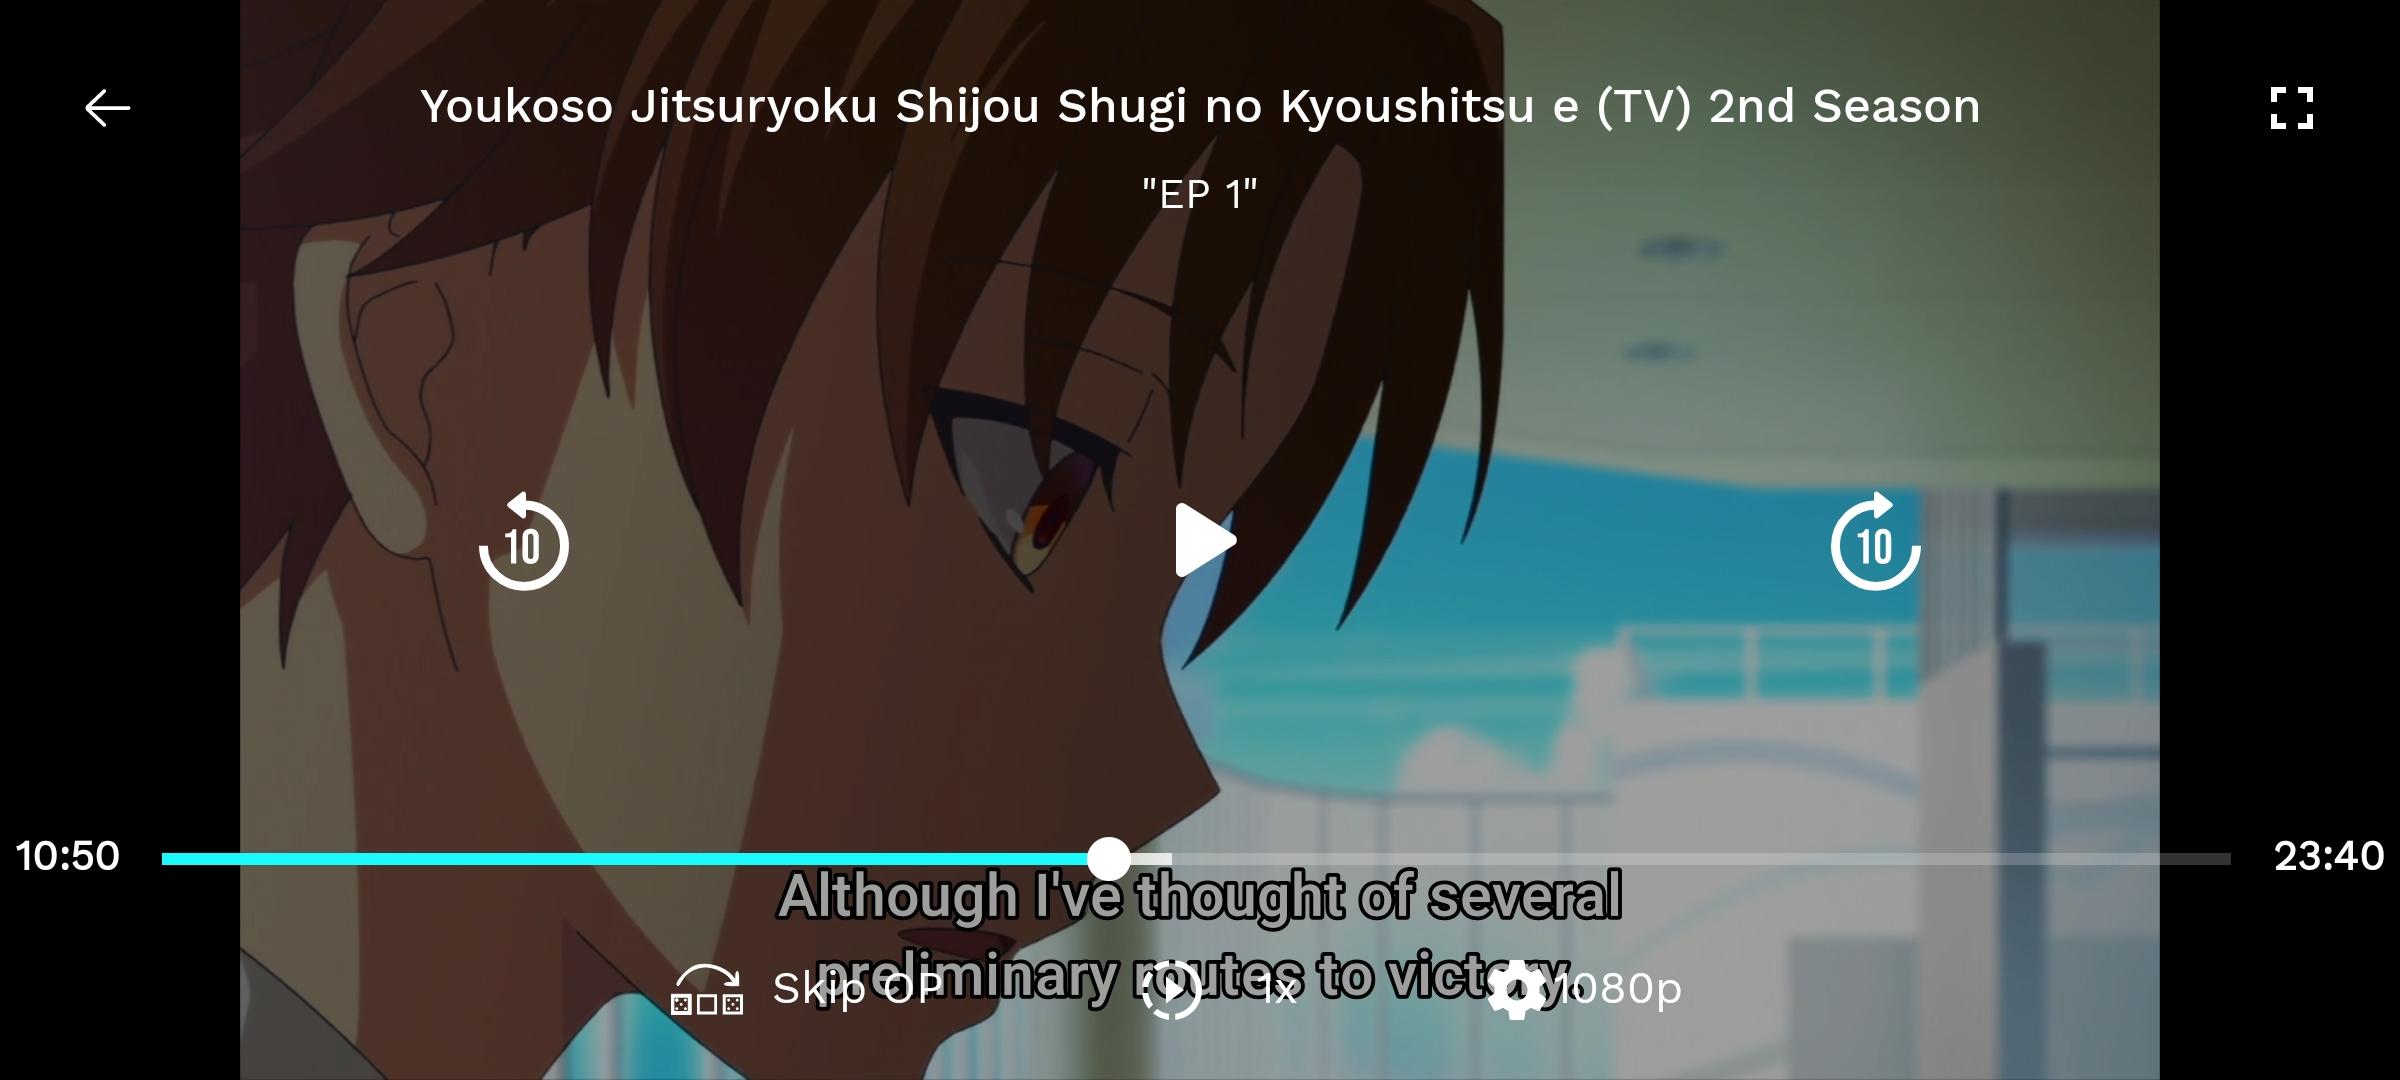 Youkoso Jitsuryoku Shijou Shugi no Kyoushitsu e (TV) 2nd Season
"EP 1"
10
10
10:50
23:40
Although I've thought of several
preliminary routes to victory,
Skip OP
1x
1080p